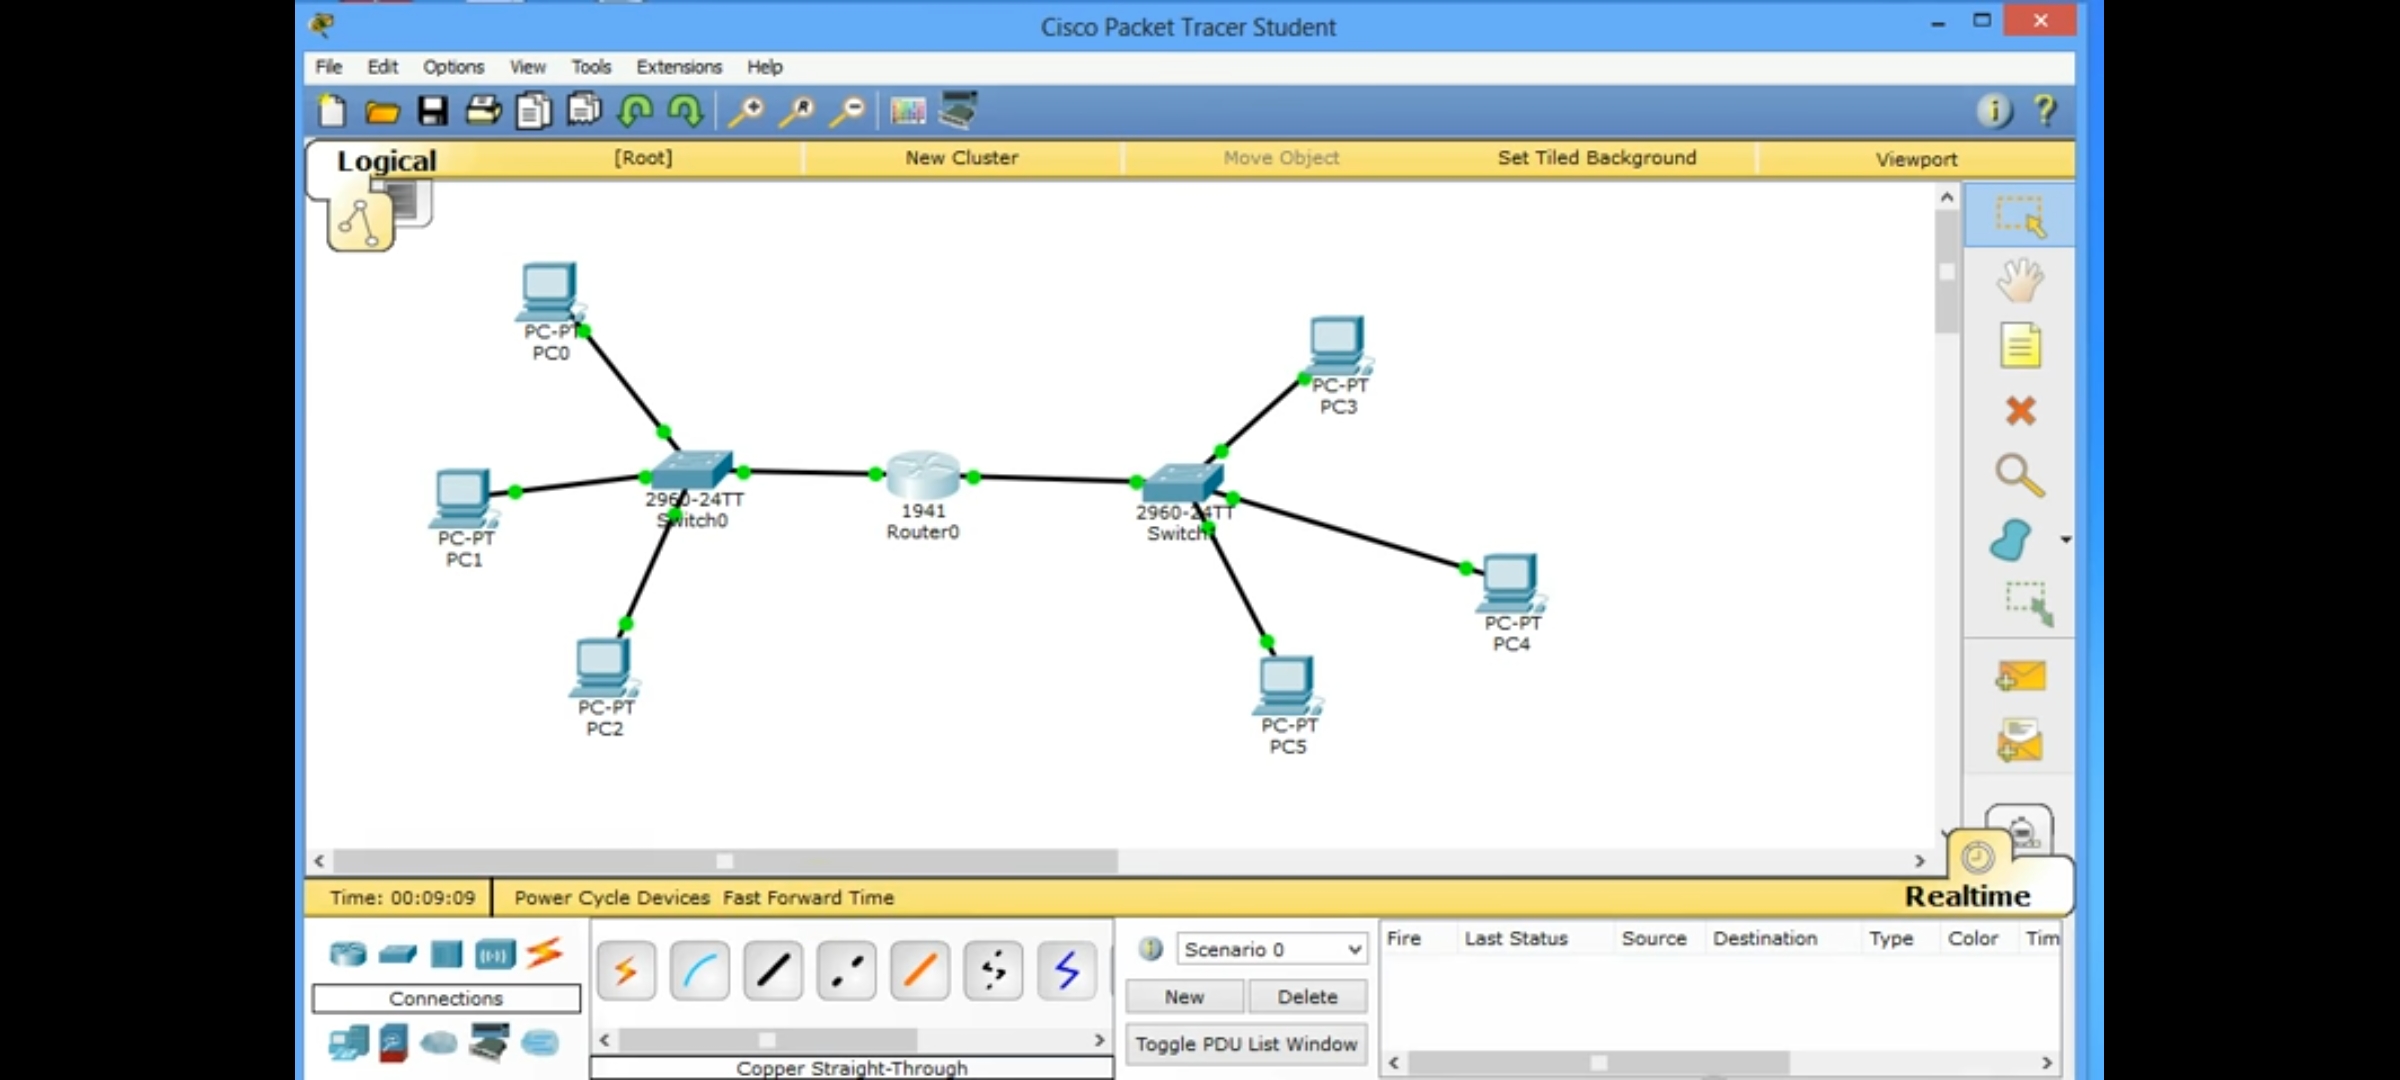 Cisco Packet Tracer Student
File Edit Options View Tools Extensions Help
Logical [Root] New Cluster Move Object Set Tiled Background Viewport
PC-PT
PC0
PC-PT
PC3
2960-24TT
Switch0
1941
Router0
2960-24TT
PC-PT
PC1
PC-PT
PC4
PC-PT
PC2
PC-PT
PC5
Time: 00:09:09 Power Cycle Devices Fast Forward Time Realtime
Fire Last Status Source Destination Type Color Tim
Scenario 0
Connections
New Delete
Toggle PDU List Window
Copper Straight-Through